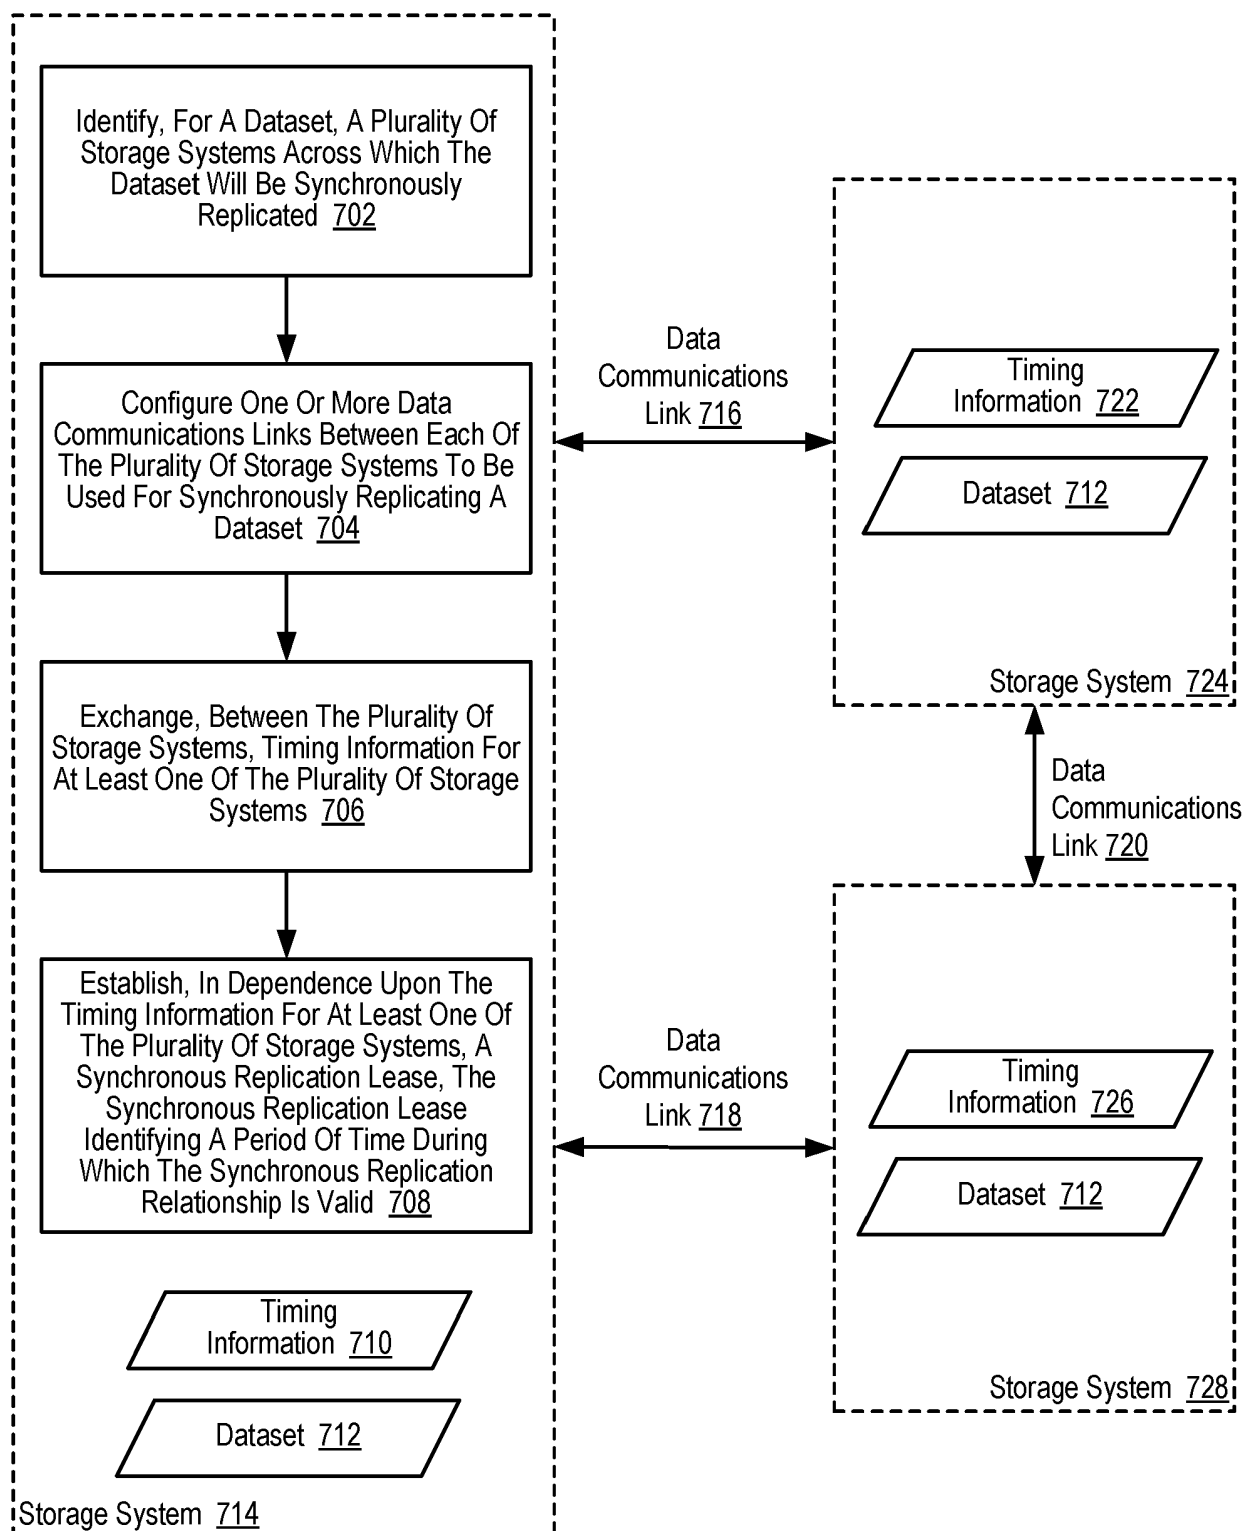 Identify, For A Dataset, A Plurality Of
Storage Systems Across Which The
Dataset Will Be Synchronously
Replicated 702
Configure One Or More Data
Communications Links Between Each Of
The Plurality Of Storage Systems To Be
Used For Synchronously Replicating A
Dataset 704
Exchange, Between The Plurality Of
Storage Systems, Timing Information For
At Least One Of The Plurality Of Storage
Systems 706
Establish, In Dependence Upon The
Timing Information For At Least One Of
The Plurality Of Storage Systems, A
Synchronous Replication Lease, The
Synchronous Replication Lease
Identifying A Period Of Time During
Which The Synchronous Replication
Relationship Is Valid 708
Timing
Information 710
Dataset 712
Storage System 714
Data
Communications
Link 716
Timing
Information 722
Dataset 712
Storage System 724
Data
Communications
Link 720
Data
Communications
Link 718
Timing
Information 726
Dataset 712
Storage System 728